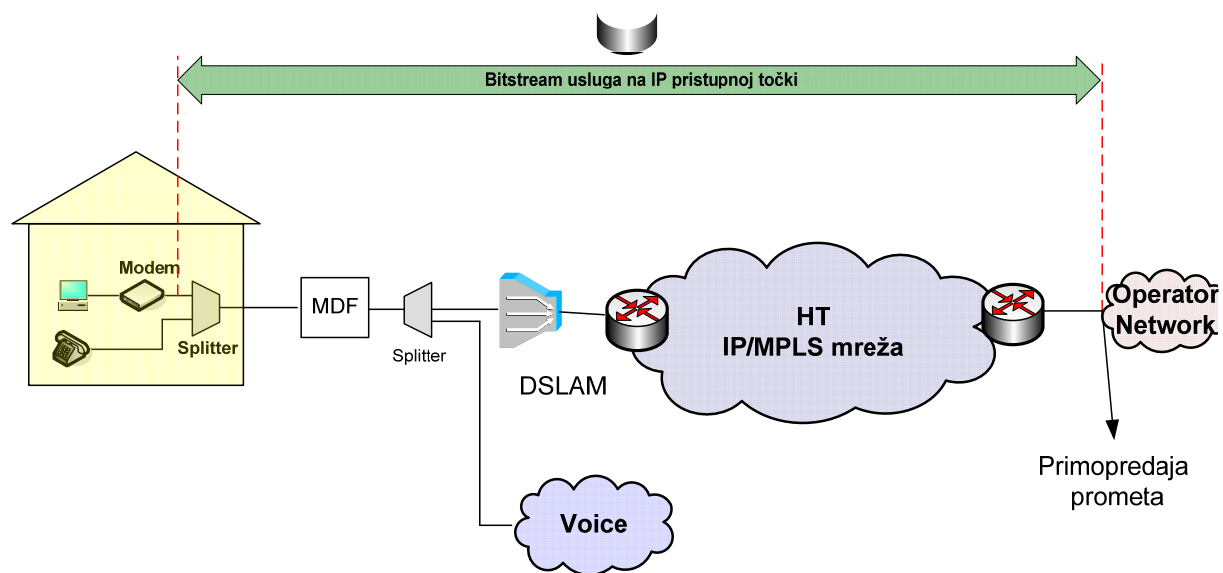 Bitstream usluga na IP pristupnoj točki
Modem
Splitter
MDF
Splitter
DSLAM
HT
IP/MPLS mreža
Operator
Network
Primopredaja
prometa
Voice